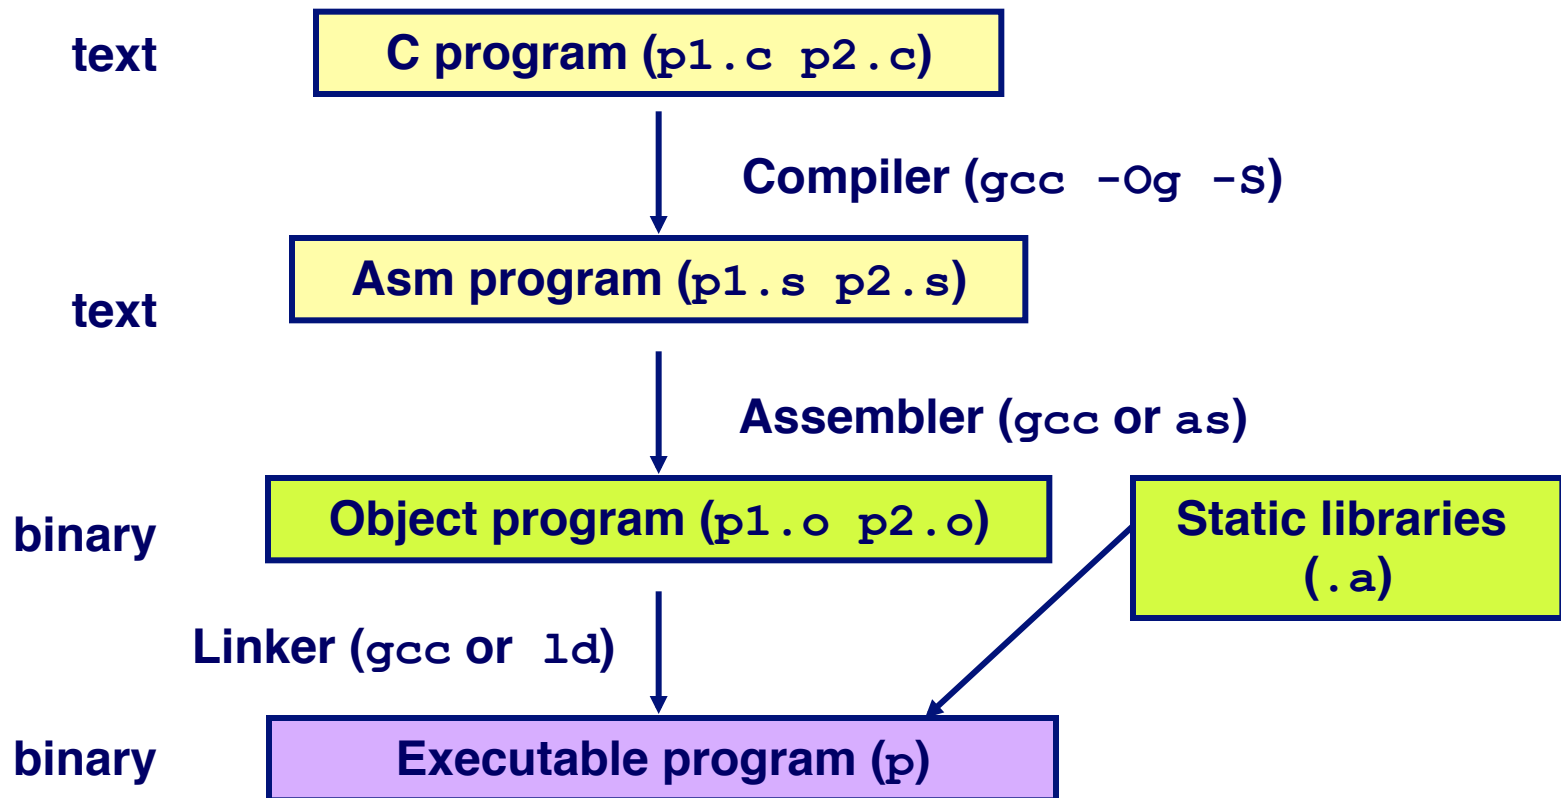 text
C program (p1.c p2.c)
Compiler (gcc -Og -S)
text
Asm program (p1.s p2.s)
Assembler (gcc or as)
binary
Object program (p1.o p2.o)
Static libraries
(.a)
Linker (gcc or ld)
binary
Executable program (p)